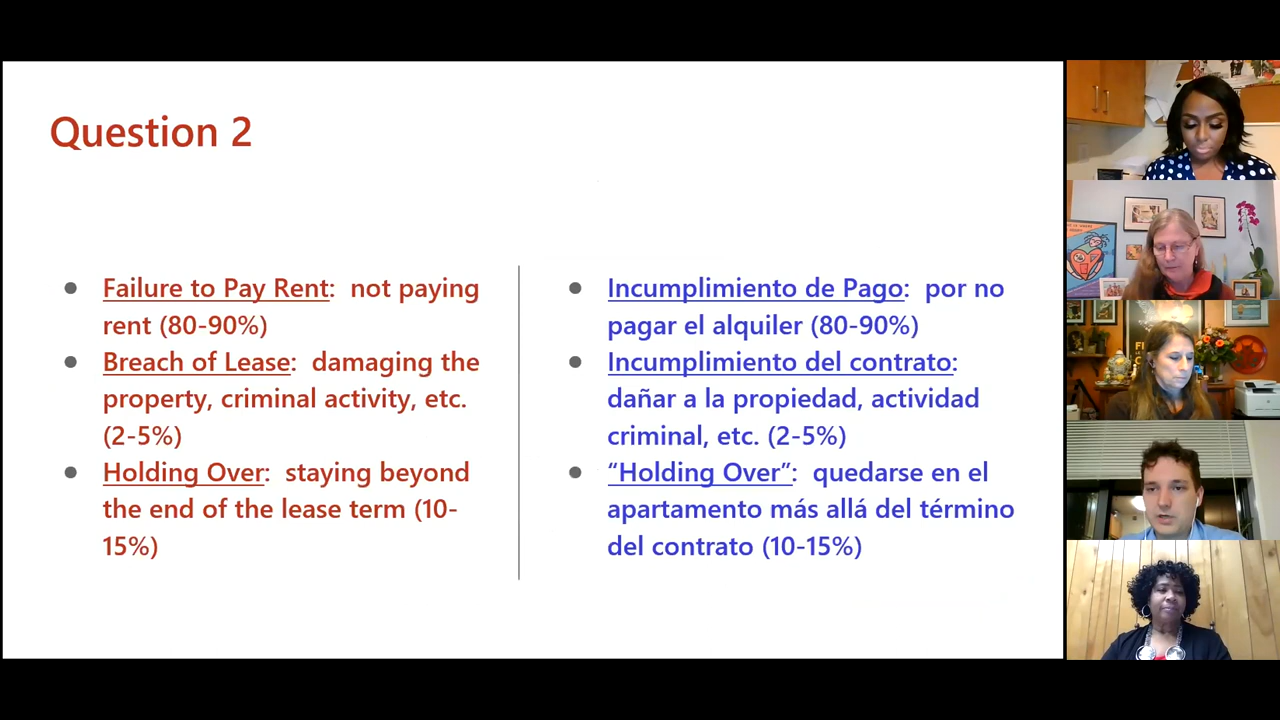 Question 2
● Failure to Pay Rent: not paying
rent (80-90%)
● Breach of Lease: damaging the
property, criminal activity, etc.
(2-5%)
● Holding Over: staying beyond
the end of the lease term (10-
15%)
● Incumplimiento de Pago: por no
pagar el alquiler (80-90%)
● Incumplimiento del contrato:
dañar a la propiedad, actividad
criminal, etc. (2-5%)
● “Holding Over”: quedarse en el
apartamento más allá del término
del contrato (10-15%)